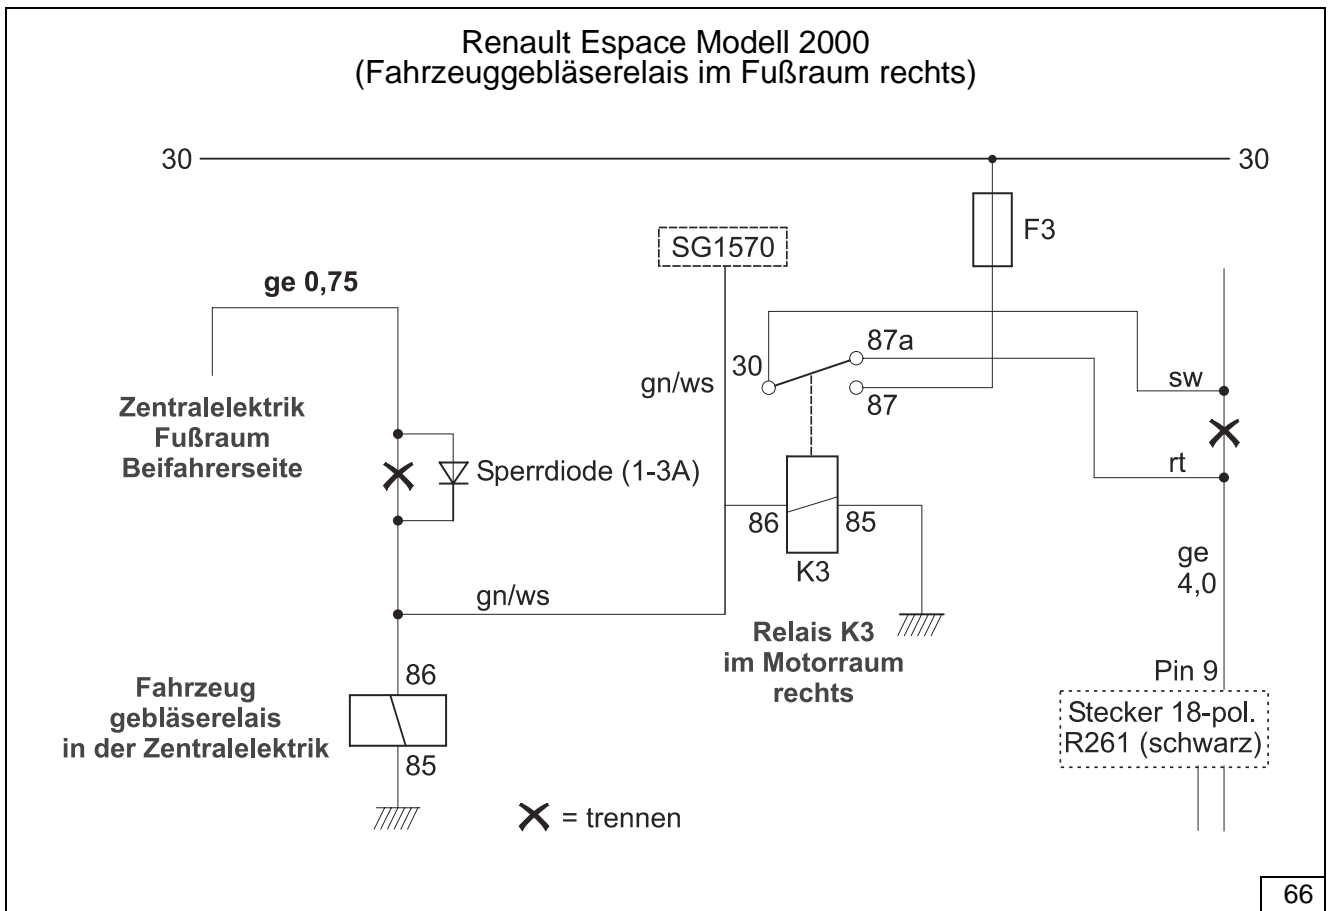 Renault Espace Modell 2000
(Fahrzeuggebläserelais im Fußraum rechts)
30
30
F3
SG1570
ge 0,75
87a
30
gn/ws
87
sw
Zentralelektrik
Fußraum
Beifahrerseite
Sperrdiode (1-3A)
rt
86
85
K3
ge
4,0
gn/ws
Relais K3
im Motorraum
rechts
Pin 9
86
Fahrzeug
gebläserelais
in der Zentralelektrik
85
Stecker 18-pol.
R261 (schwarz)
= trennen
66